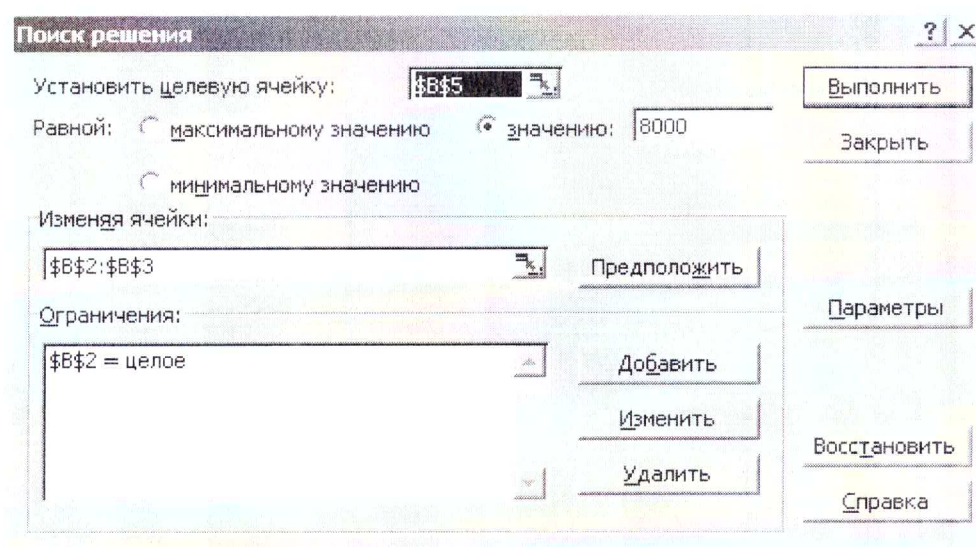 Поиск решения
Установить целевую ячейку: $B$5
Выполнить
Равной: максимальному значению значению: 8000
Закрыть
минимальному значению
Изменяя ячейки:
$B$2:$B$3
Предположить
Ограничения:
Параметры
$B$2 = целое
Добавить
Изменить
Восстановить
Удалить
Справка